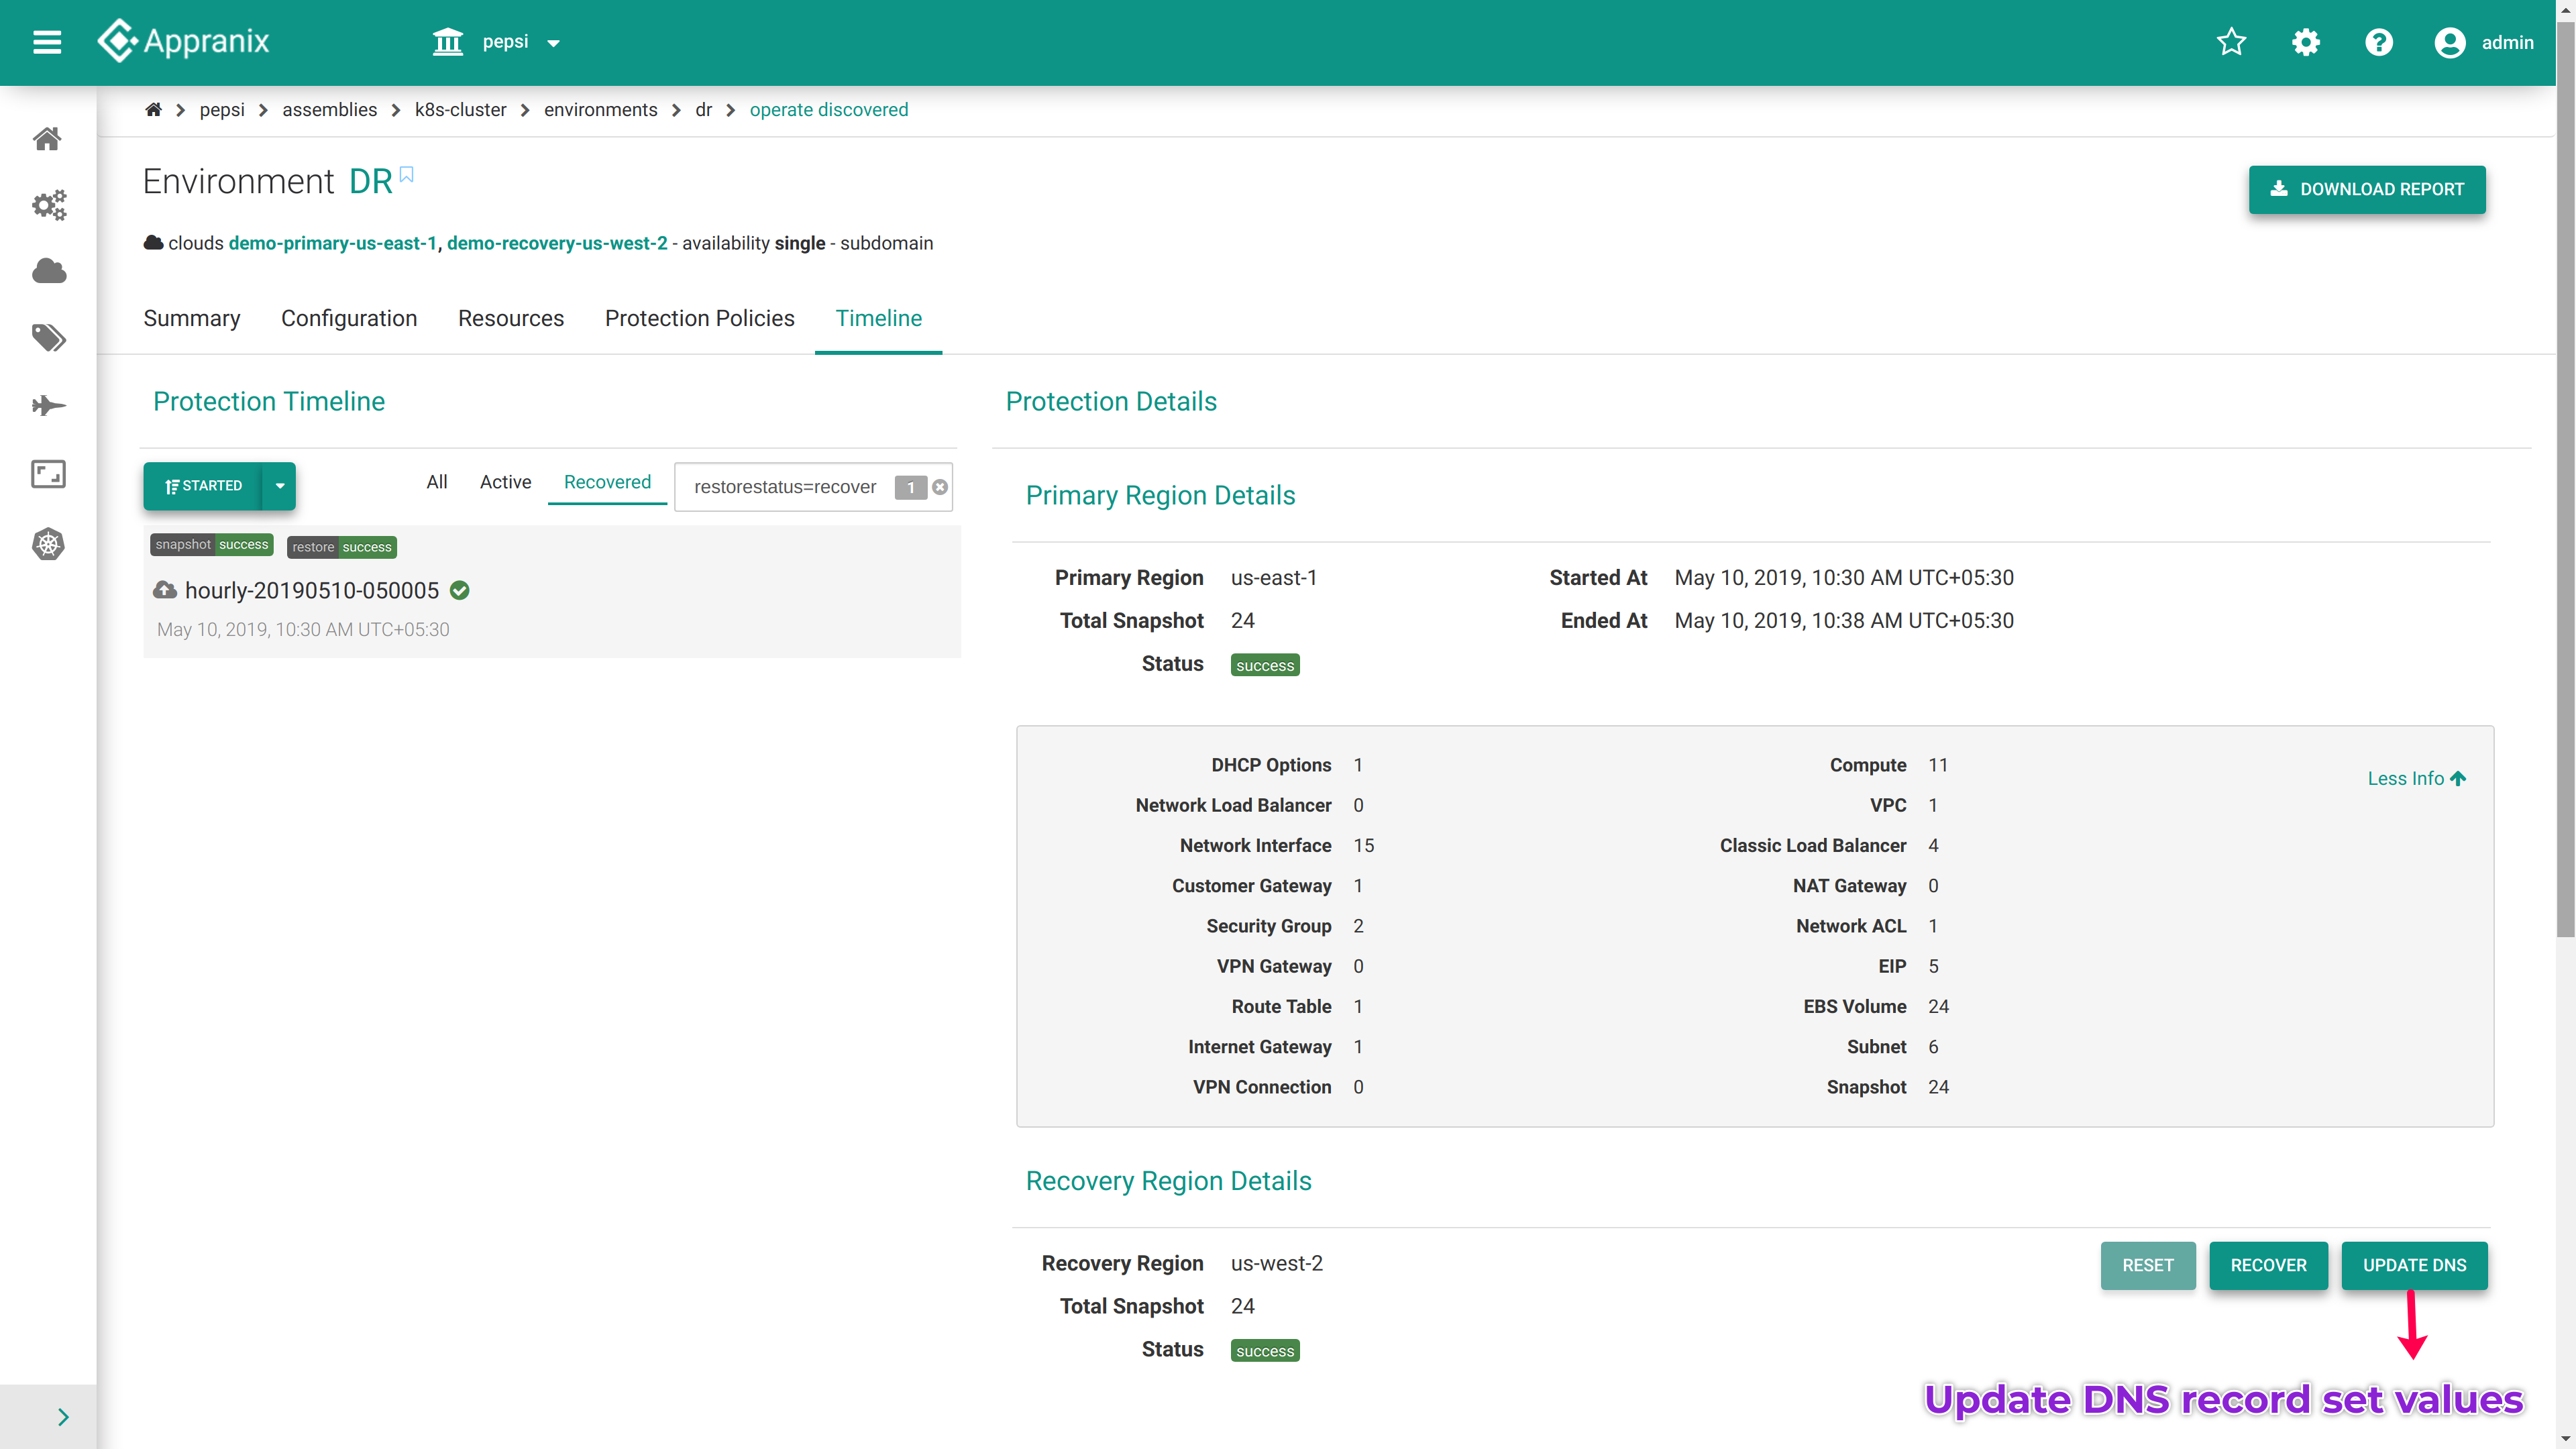 Appranix
pepsi
admin
pepsi assemblies k8s-cluster environments dr operate discovered
Environment DR
DOWNLOAD REPORT
clouds demo-primary-us-east-1, demo-recovery-us-west-2 - availability single - subdomain
Summary Configuration Resources Protection Policies Timeline
Protection Timeline
STARTED
All Active Recovered restorestatus=recover 1
snapshot success restore success
hourly-20190510-050005
May 10, 2019, 10:30 AM UTC+05:30
Protection Details
Primary Region Details
Primary Region us-east-1 Started At May 10, 2019, 10:30 AM UTC+05:30
Total Snapshot 24 Ended At May 10, 2019, 10:38 AM UTC+05:30
Status success
DHCP Options 1 Compute 11
Less Info
Network Load Balancer 0 VPC 1
Network Interface 15 Classic Load Balancer 4
Customer Gateway 1 NAT Gateway 0
Security Group 2 Network ACL 1
VPN Gateway 0 EIP 5
Route Table 1 EBS Volume 24
Internet Gateway 1 Subnet 6
VPN Connection 0 Snapshot 24
Recovery Region Details
Recovery Region us-west-2
RESET RECOVER UPDATE DNS
Total Snapshot 24
Status success
Update DNS record set values